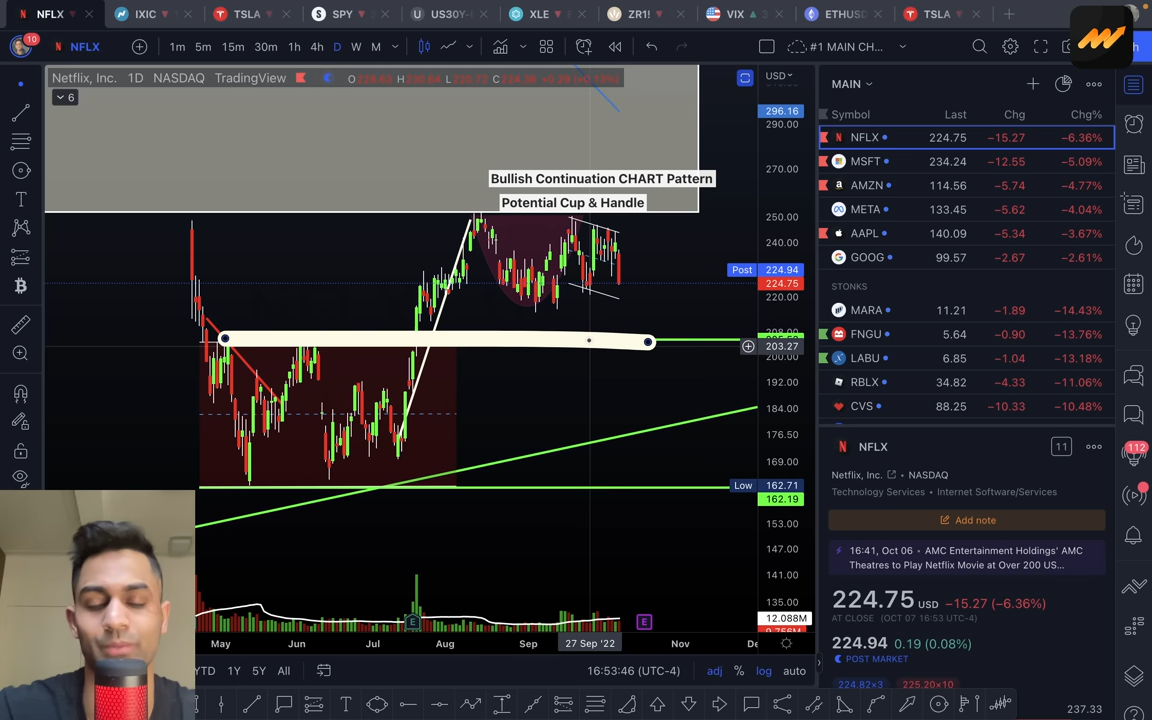 NFLX
IXIC
TSLA
SPY
US30Y
XLE
ZR1!
VIX
ETHUSD
TSLA
10
NFLX
1m 5m 15m 30m 1h 4h D W M
#1 MAIN CH...
Netflix, Inc. 1D NASDAQ TradingView
6
USD
296.16
290.00
270.00
250.00
240.00
Post 224.94
224.75
220.00
203.27
200.00
192.00
184.00
176.50
169.00
Low 162.71
162.19
153.00
147.00
141.00
135.00
12.088M
Bullish Continuation CHART Pattern
Potential Cup & Handle
E
E
May Jun Jul Aug Sep 27 Sep '22 Nov
YTD 1Y 5Y All
16:53:46 (UTC-4) adj % log auto
MAIN
Symbol Last Chg Chg%
NFLX 224.75 −15.27 −6.36%
MSFT 234.24 −12.55 −5.09%
AMZN 114.56 −5.74 −4.77%
META 133.45 −5.62 −4.04%
AAPL 140.09 −5.34 −3.67%
GOOG 99.57 −2.67 −2.61%
STONKS
MARA 11.21 −1.89 −14.43%
FNGU 5.64 −0.90 −13.76%
LABU 6.85 −1.04 −13.18%
RBLX 34.82 −4.33 −11.06%
CVS 88.25 −10.33 −10.48%
NFLX
11
Netflix, Inc. • NASDAQ
Technology Services • Internet Software/Services
Add note
16:41, Oct 06 • AMC Entertainment Holdings' AMC
Theatres to Play Netflix Movie at Over 200 US...
224.75 USD −15.27 (−6.36%)
AT CLOSE (OCT 07 16:53 UTC-4)
224.94 0.19 (0.08%)
POST MARKET
224.82×3 225.20×10
237.33
112